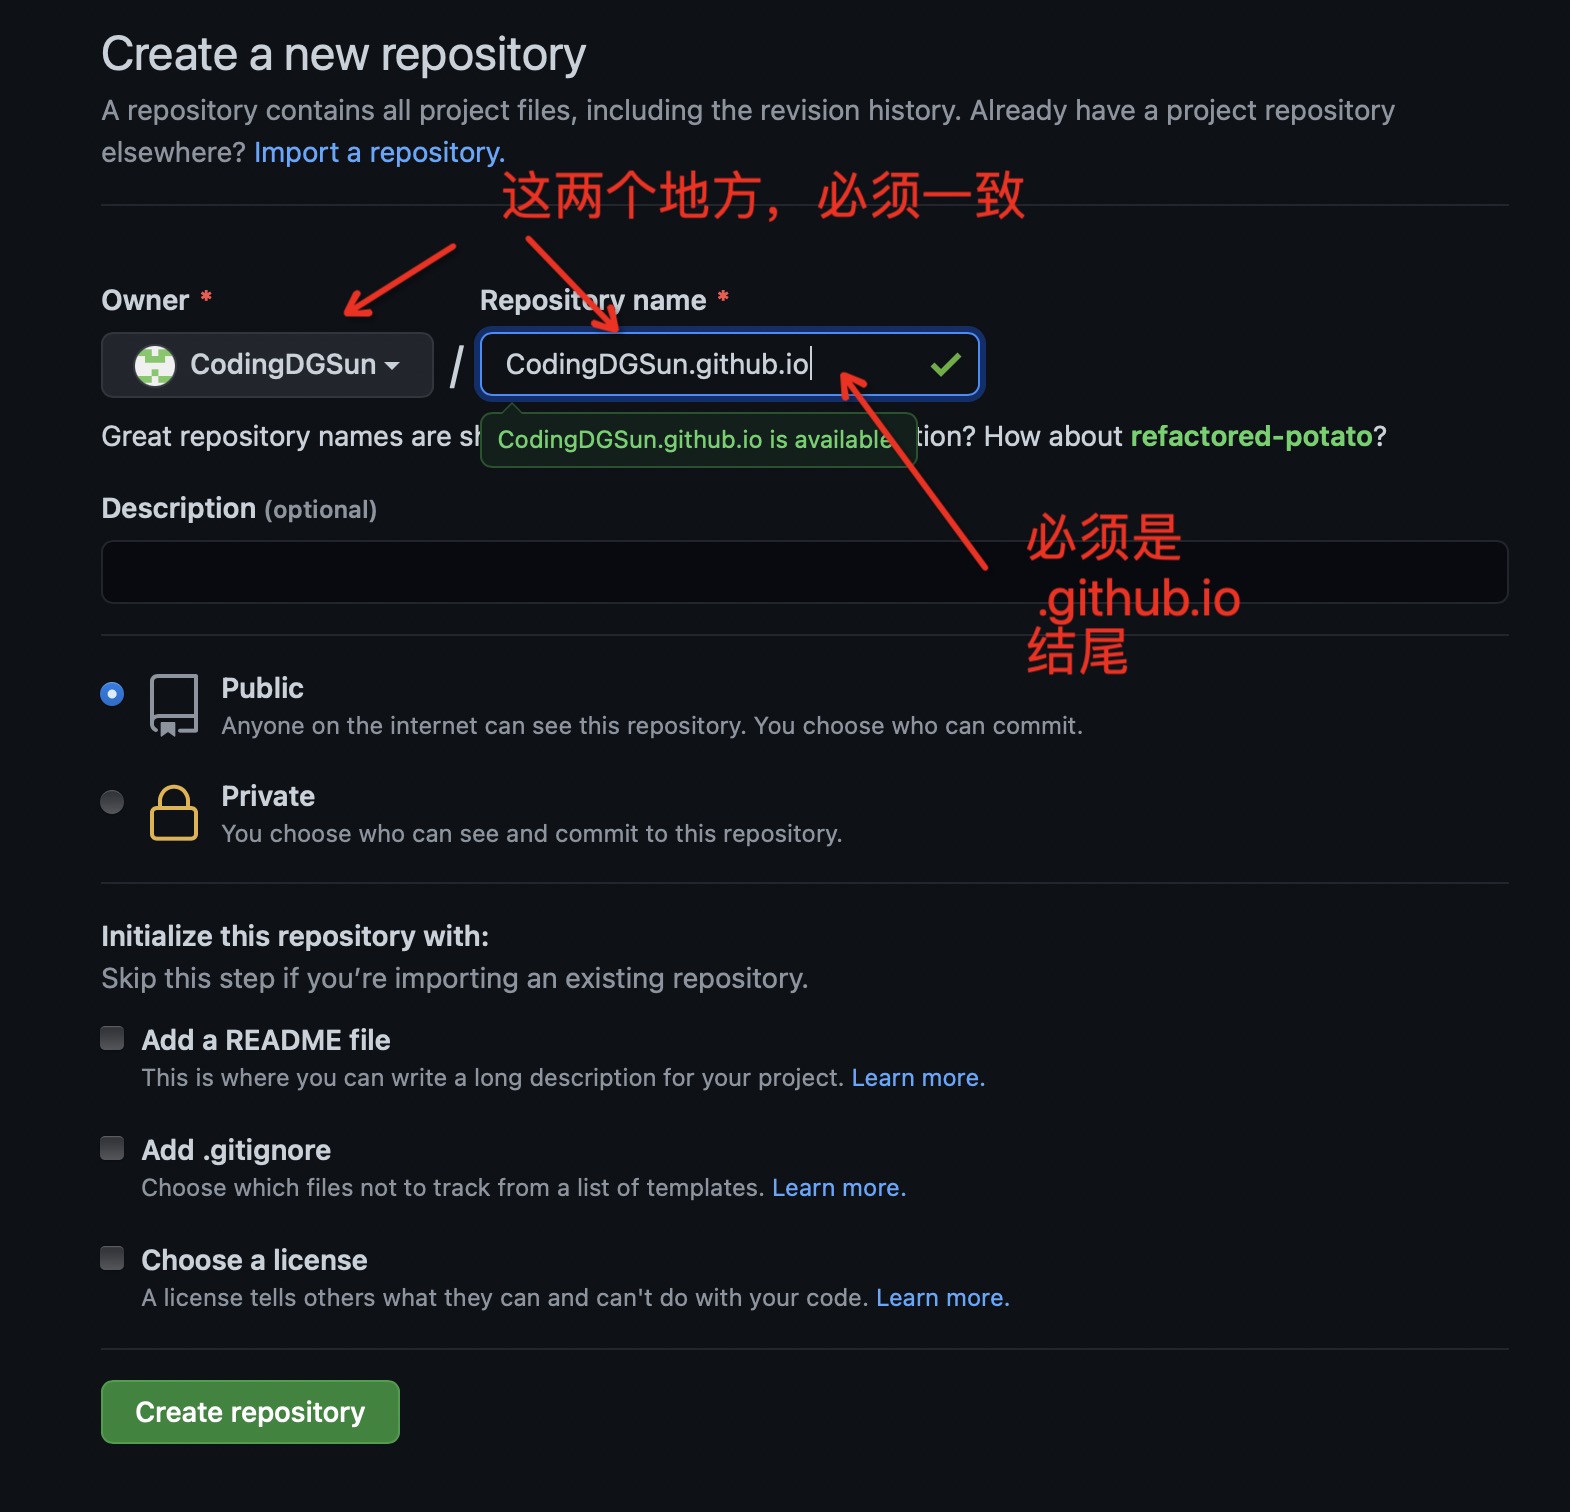 Create a new repository
A repository contains all project files, including the revision history. Already have a project repository
elsewhere? Import a repository.
这两个地方，必须一致
Owner *
Repository name *
CodingDGSun
/
CodingDGSun.github.io
Great repository names are sh
CodingDGSun.github.io is available
tion? How about refactored-potato?
Description (optional)
必须是
.github.io
结尾
Public
Anyone on the internet can see this repository. You choose who can commit.
Private
You choose who can see and commit to this repository.
Initialize this repository with:
Skip this step if you’re importing an existing repository.
Add a README file
This is where you can write a long description for your project. Learn more.
Add .gitignore
Choose which files not to track from a list of templates. Learn more.
Choose a license
A license tells others what they can and can't do with your code. Learn more.
Create repository